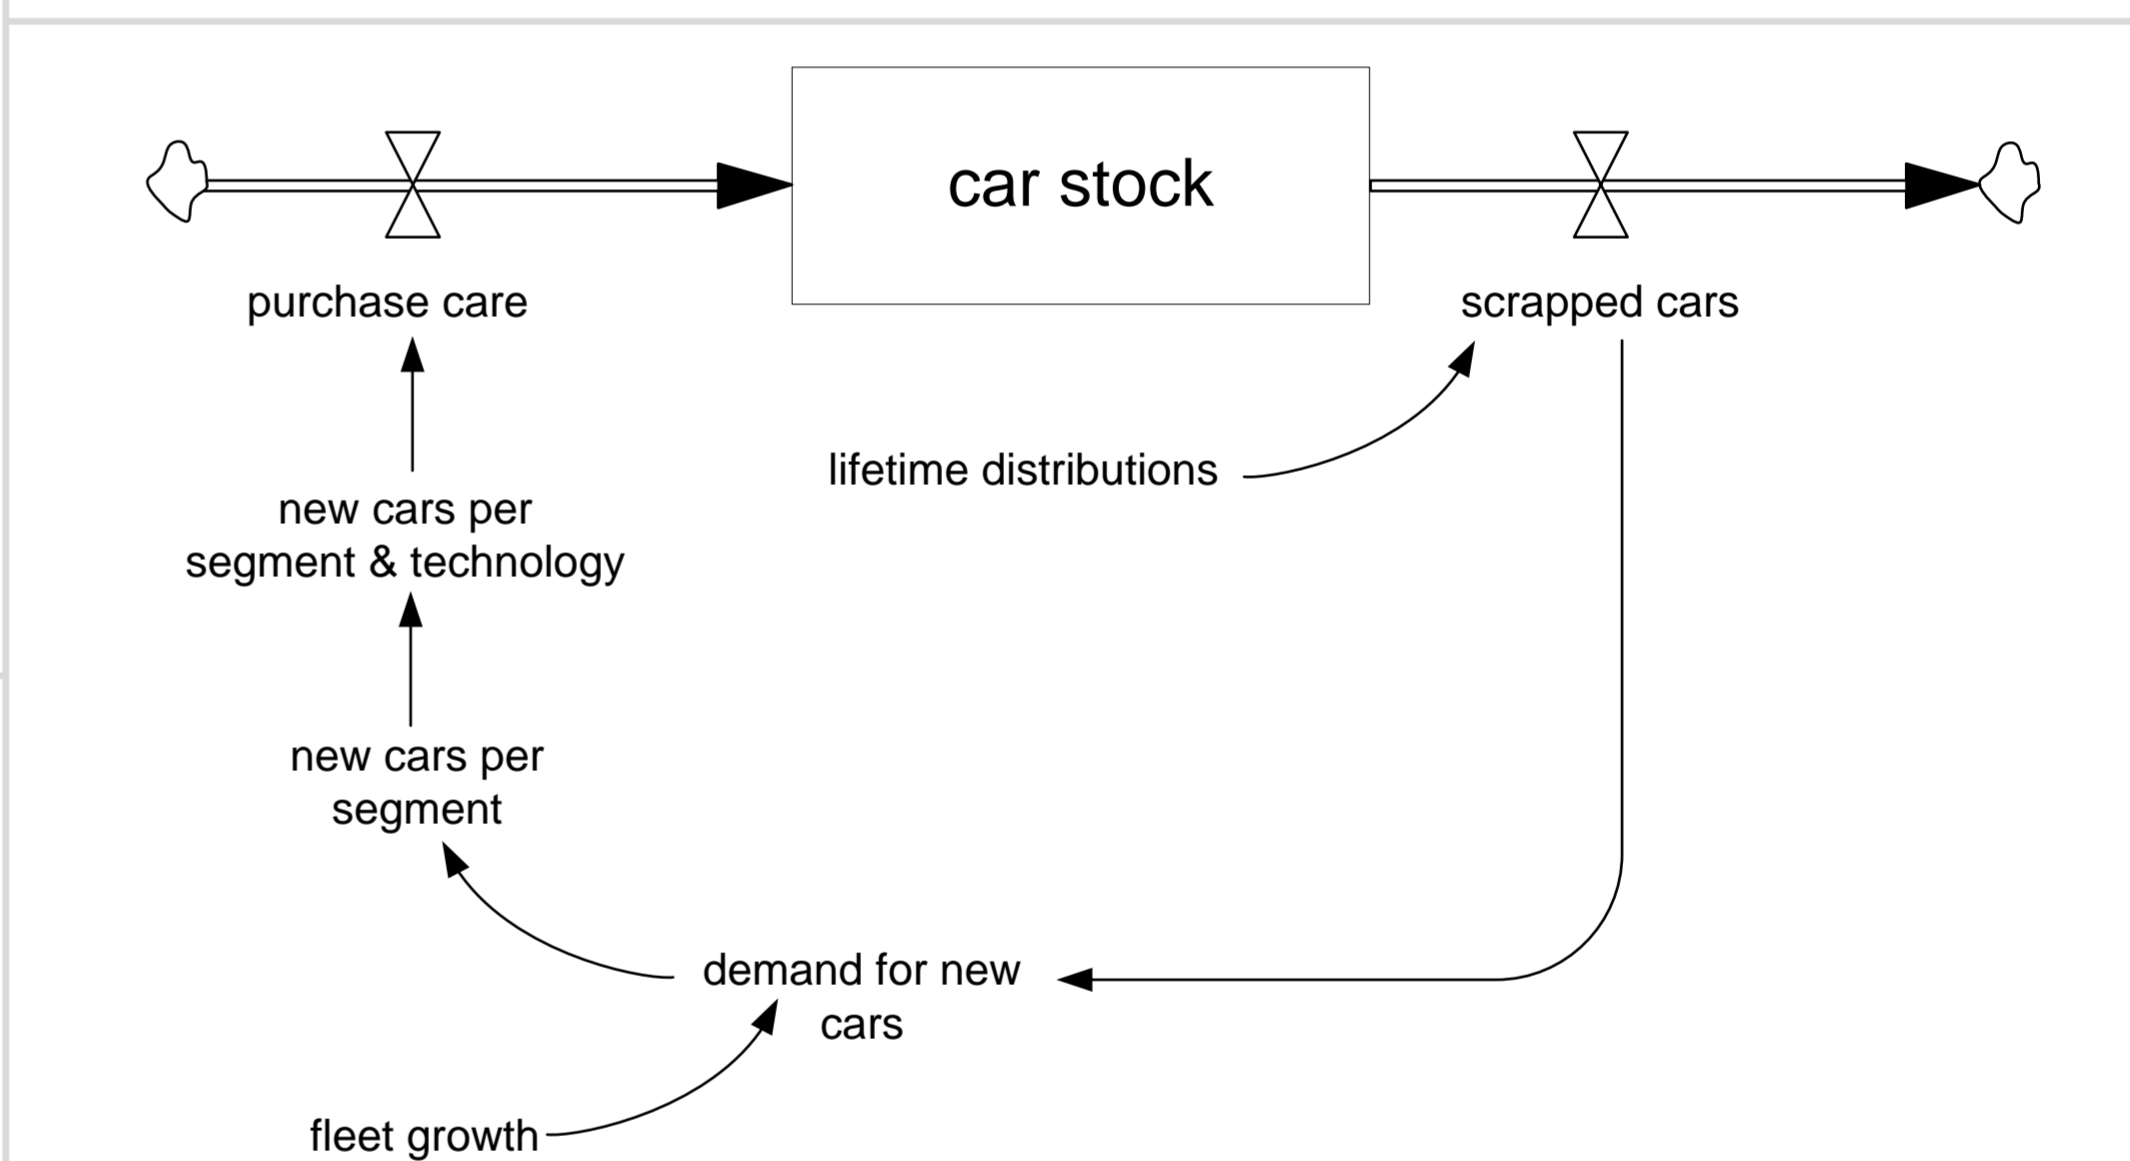 car stock
purchase care
scrapped cars
lifetime distributions
new cars per
segment & technology
new cars per
segment
demand for new
cars
fleet growth